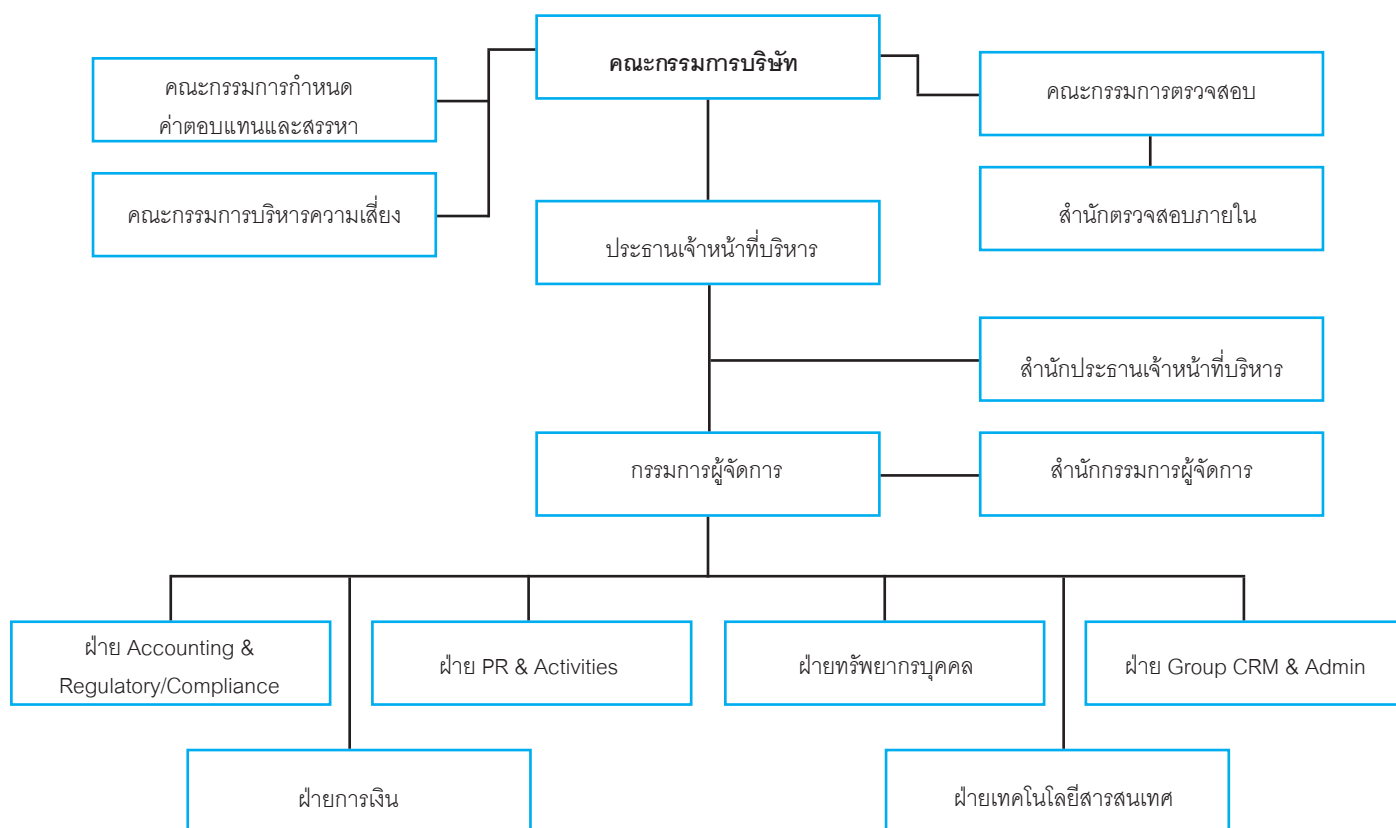 คณะกรรมการบริษัท
คณะกรรมการกำหนด
ค่าตอบแทนและสรรหา
คณะกรรมการตรวจสอบ
คณะกรรมการบริหารความเสี่ยง
สำนักตรวจสอบภายใน
ประธานเจ้าหน้าที่บริหาร
สำนักประธานเจ้าหน้าที่บริหาร
กรรมการผู้จัดการ
สำนักกรรมการผู้จัดการ
ฝ่าย Accounting &
Regulatory/Compliance
ฝ่าย PR & Activities
ฝ่ายทรัพยากรบุคคล
ฝ่าย Group CRM & Admin
ฝ่ายการเงิน
ฝ่ายเทคโนโลยีสารสนเทศ